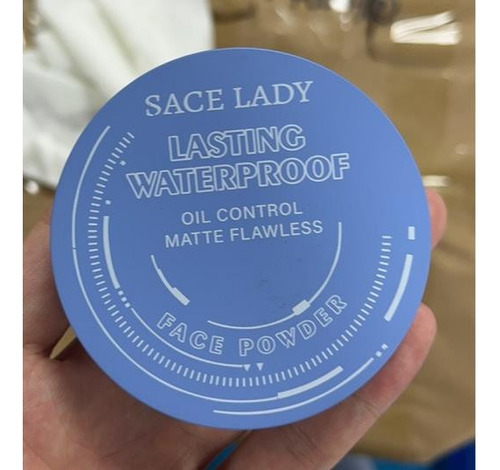 SACE LADY
LASTING
WATERPROOF
OIL CONTROL
MATTE FLAWLESS
FACE POWDER